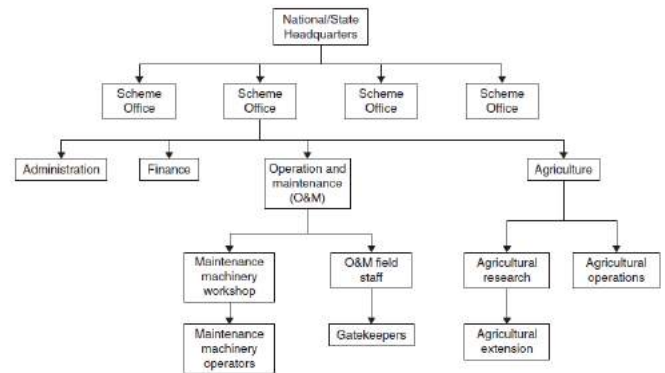 National/State
Headquarters
Scheme
Office
Scheme
Office
Scheme
Office
Scheme
Office
Administration
Finance
Operation and
maintenance
(O&M)
Agriculture
Maintenance
machinery
workshop
O&M field
staff
Agricultural
research
Agricultural
operations
Maintenance
machinery
operators
Gatekeepers
Agricultural
extension